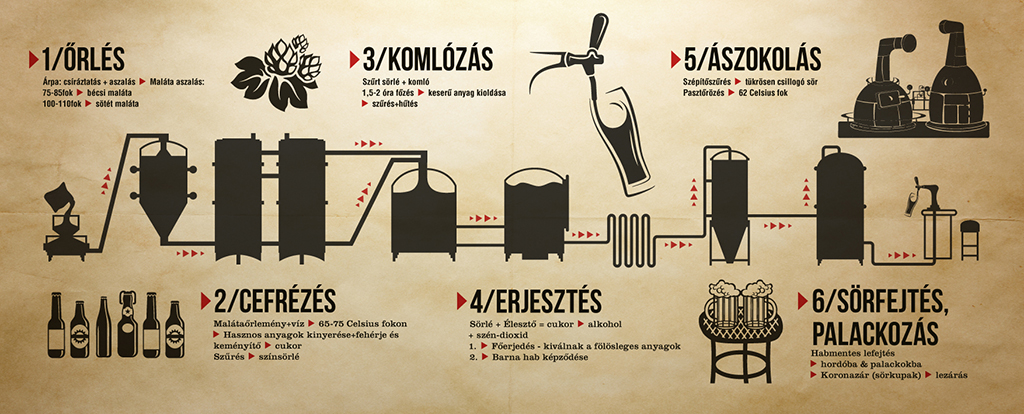 1/ŐRLÉS
Árpa: csíráztatás + aszalás ▶ Maláta aszalás:
75-85fok ▶ bécsi maláta
100-110fok ▶ sötét maláta
2/CEFRÉZÉS
Malátaőrlemény+víz ▶ 65-75 Celsius fokon
▶ Hasznos anyagok kinyerése+fehérje és
keményítő ▶ cukor
Szűrés ▶ színsörlé
3/KOMLÓZÁS
Szűrt sörlé + komló
1,5-2 óra főzés ▶ keserű anyag kioldása
▶ szűrés+hűtés
4/ERJESZTÉS
Sörlé + Élesztő = cukor ▶ alkohol
+ szén-dioxid
1. ▶ Főerjedés - kiválnak a fölösleges anyagok
2. ▶ Barna hab képződése
5/ÁSZOKOLÁS
Szépítőszűrés ▶ tükrösen csillogó sör
Pasztőrözés ▶ 62 Celsius fok
6/SÖRFEJTÉS,
PALACKOZÁS
Habmentes lefejtés
▶ hordóba & palackokba
▶ Koronazár (sörkupak) ▶ lezárás